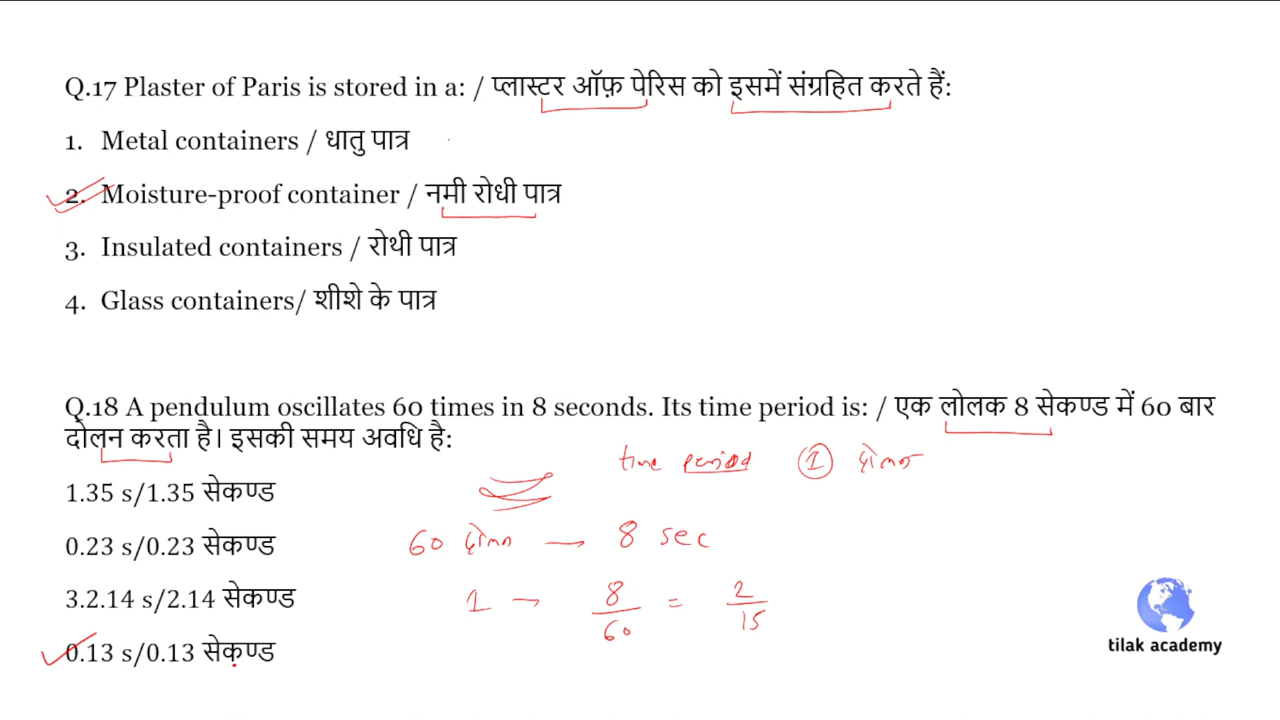 Q.17 Plaster of Paris is stored in a: / प्लास्टर ऑफ़ पेरिस को इसमें संग्रहित करते हैं:
1. Metal containers / धातु पात्र
2. Moisture-proof container / नमी रोधी पात्र
3. Insulated containers / रोथी पात्र
4. Glass containers/ शीशे के पात्र
Q.18 A pendulum oscillates 60 times in 8 seconds. Its time period is: / एक लोलक 8 सेकण्ड में 60 बार
दोलन करता है। इसकी समय अवधि है:
time period 1 दोलन
1.35 s/1.35 सेकण्ड
60 दोलन → 8 sec
0.23 s/0.23 सेकण्ड
3.2.14 s/2.14 सेकण्ड
1 → 8/60 = 2/15
0.13 s/0.13 सेकण्ड
tilak academy